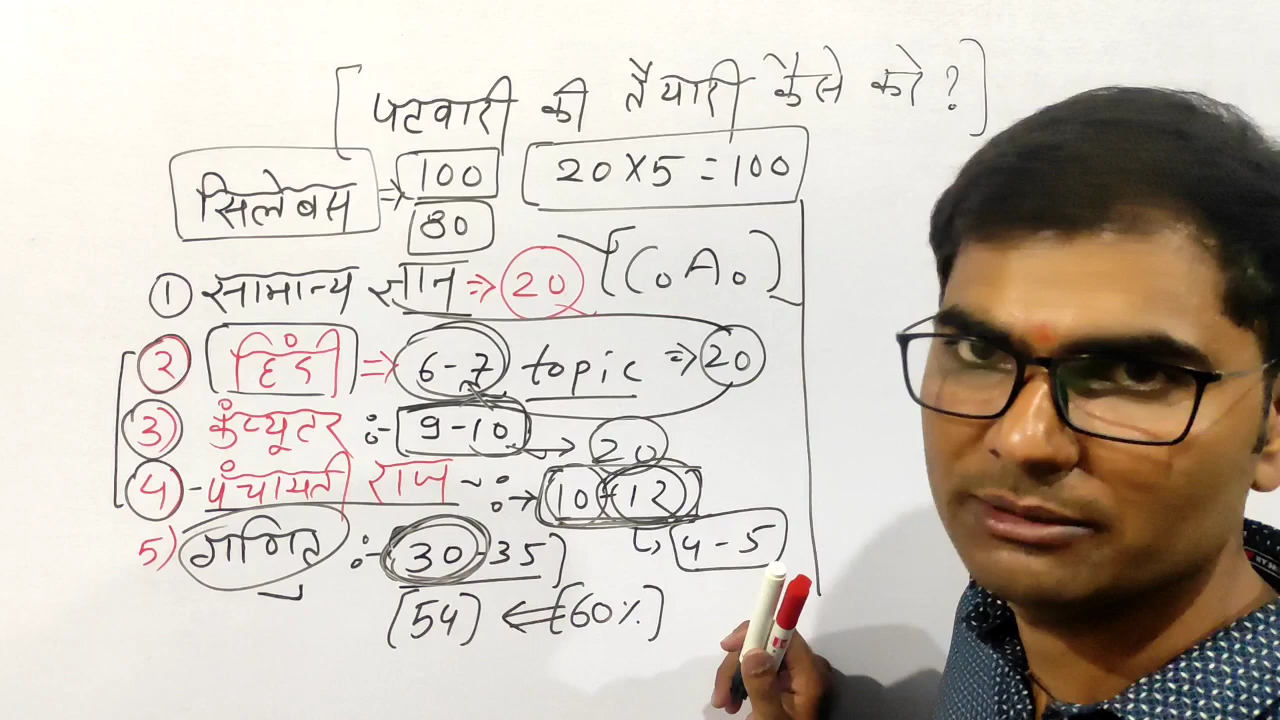 [पटवारी की तैयारी कैसे करे ?]
सिलेबस ⇒ 100 20×5=100
80
① सामान्य ज्ञान ⇒ 20 (C.A.)
② हिंदी ⇒ 6-7 topic ⇒ 20
③ कंप्यूटर :- 9-10 → 20
④ - पंचायती राज - :→ 10-12
5) गणित :- 30-35) ↳ 4-5
[54] ⇐ [60%]